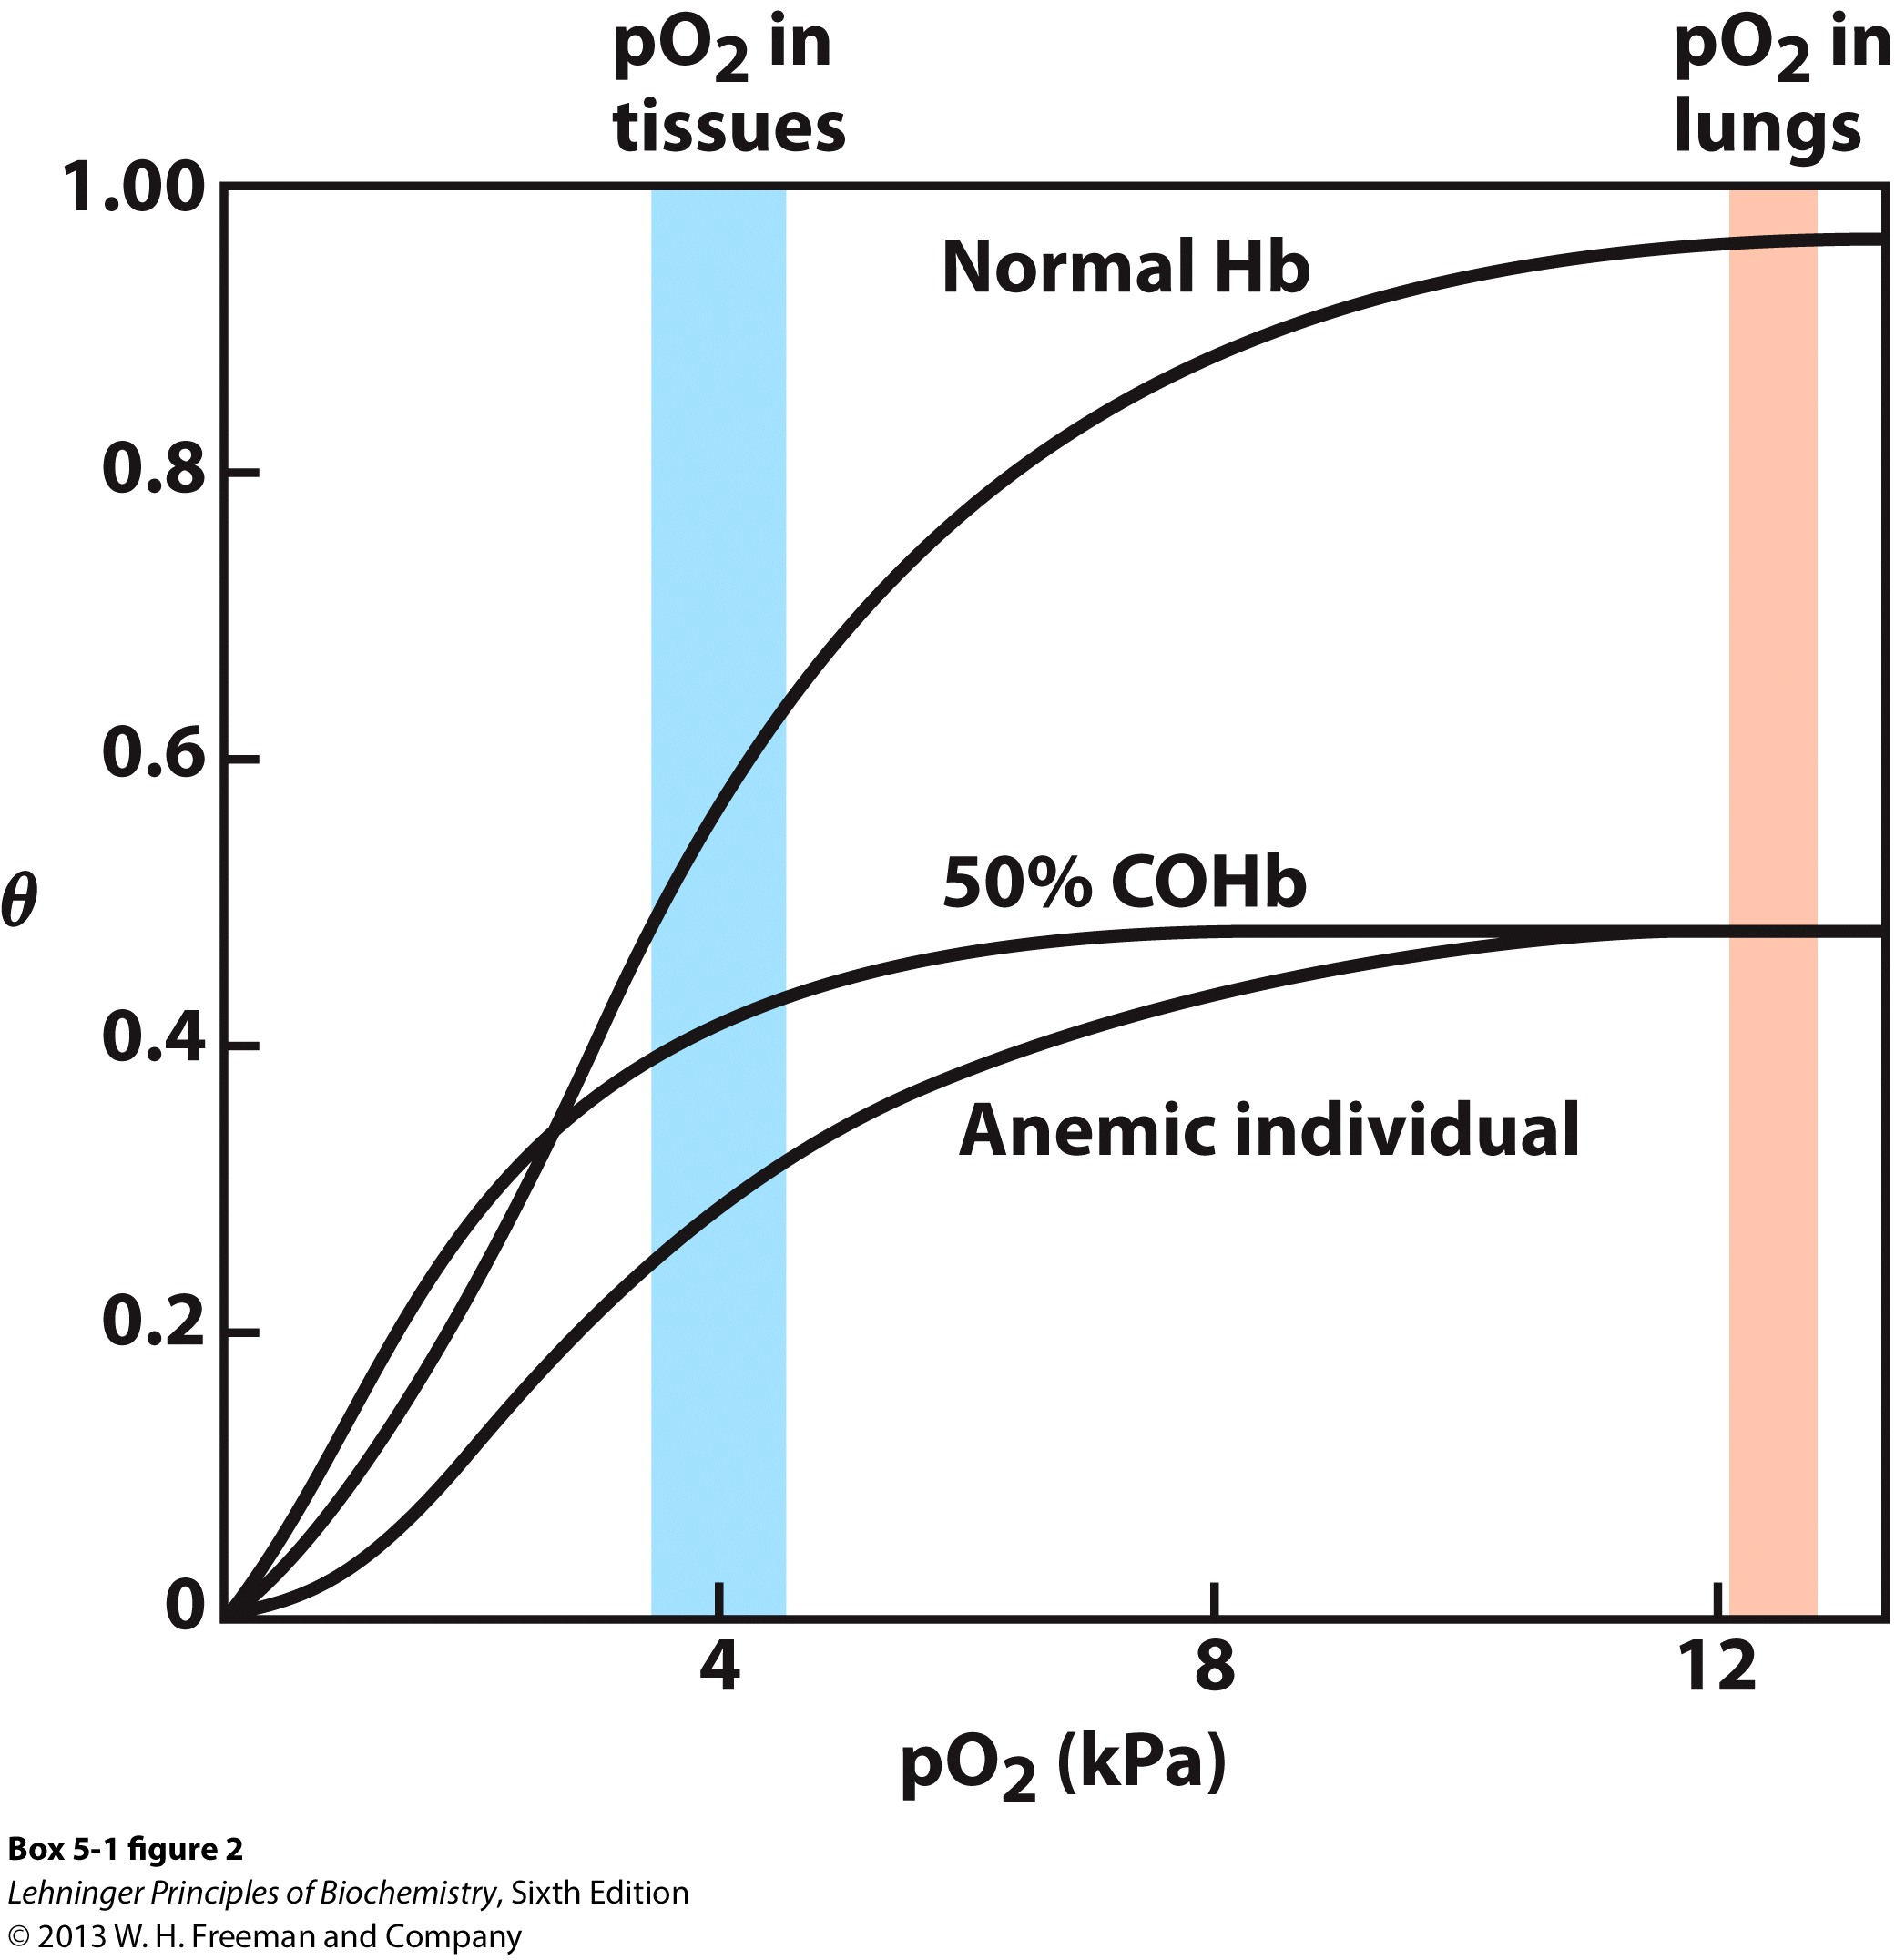 pO2 in
tissues
pO2 in
lungs
1.00
Normal Hb
0.8
0.6
50% COHb
θ
0.4
Anemic individual
0.2
0
4
8
12
pO2 (kPa)
Box 5-1 figure 2
Lehninger Principles of Biochemistry, Sixth Edition
© 2013 W. H. Freeman and Company